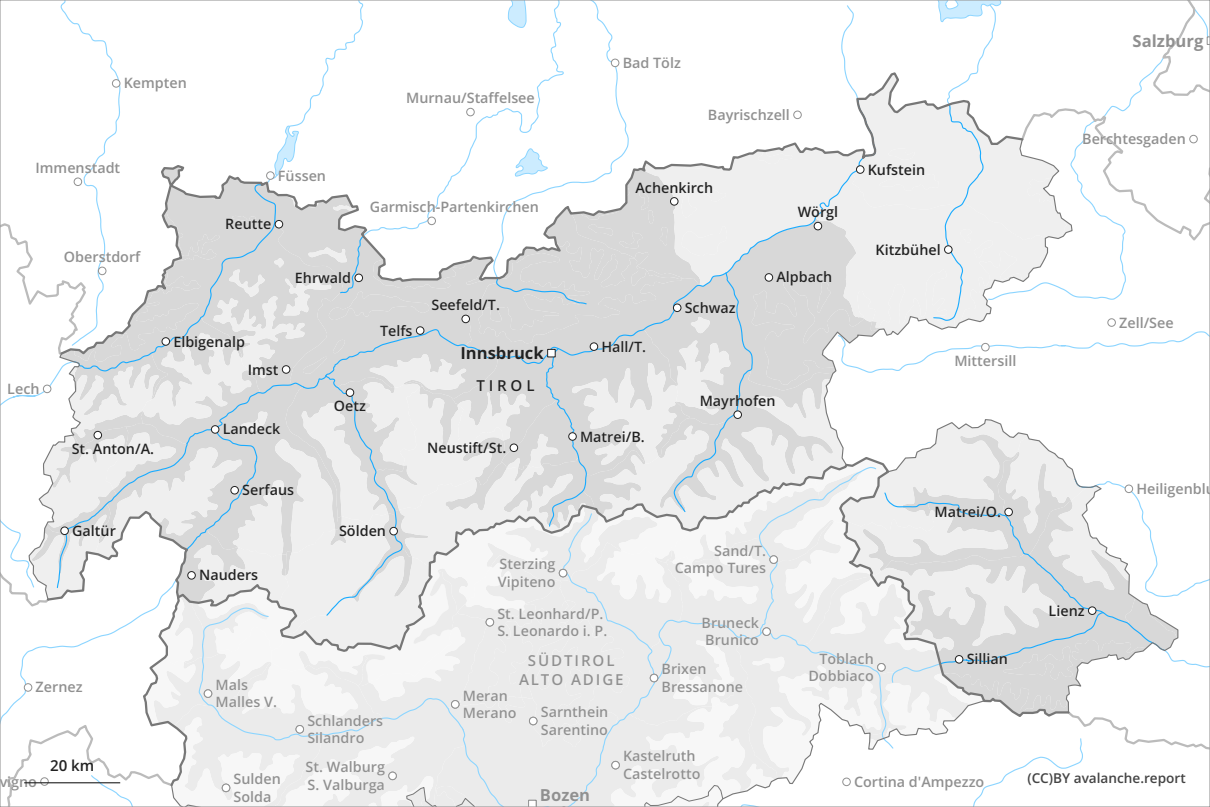 Salzburg
Bad Tölz
Kempten
Murnau/Staffelsee
Bayrischzell
Berchtesgaden
Immenstadt
Füssen
Kufstein
Achenkirch
Garmisch-Partenkirchen
Wörgl
Reutte
Kitzbühel
Oberstdorf
Ehrwald
Alpbach
Seefeld/T.
Schwaz
Zell/See
Telfs
Elbigenalp
Innsbruck
Hall/T.
Mittersill
Imst
TIROL
Lech
Oetz
Mayrhofen
Landeck
Matrei/B.
St. Anton/A.
Neustift/St.
Serfaus
Heiligenblu
Matrei/O.
Galtür
Sölden
Sand/T.
Campo Tures
Sterzing
Vipiteno
Nauders
St. Leonhard/P.
S. Leonardo i. P.
Lienz
Bruneck
Brunico
SÜDTIROL
ALTO ADIGE
Toblach
Dobbiaco
Sillian
Brixen
Bressanone
Zernez
Mals
Malles V.
Meran
Merano
Sarnthein
Sarentino
Schlanders
Silandro
Kastelruth
Castelrotto
20 km
St. Walburg
S. Valburga
vigno
Sulden
Solda
Cortina d'Ampezzo
(CC)BY avalanche.report
Bozen